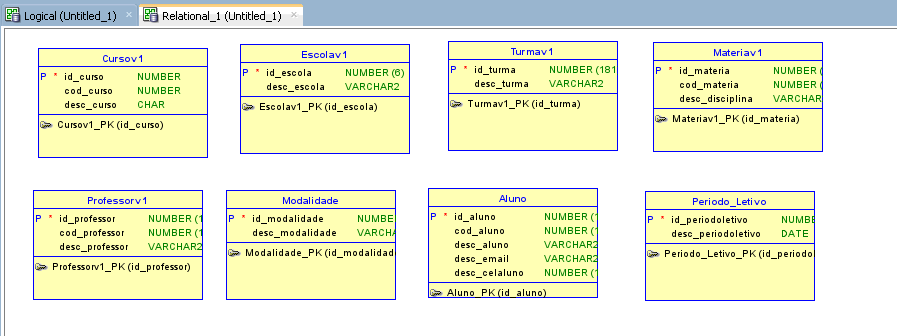 Logical (Untitled_1) Relational_1 (Untitled_1)
Cursov1
P * id_curso NUMBER
cod_curso NUMBER
desc_curso CHAR
Cursov1_PK (id_curso)
Escolav1
P * id_escola NUMBER (6)
desc_escola VARCHAR2
Escolav1_PK (id_escola)
Turmav1
P * id_turma NUMBER (181
desc_turma VARCHAR2
Turmav1_PK (id_turma)
Materiav1
P * id_materia NUMBER (
cod_materia NUMBER (
desc_disciplina VARCHAR
Materiav1_PK (id_materia)
Professorv1
P * id_professor NUMBER (1
cod_professor NUMBER (1
desc_professor VARCHAR2
Professorv1_PK (id_professor)
Modalidade
P * id_modalidade NUMBE
desc_modalidade VARCHA
Modalidade_PK (id_modalidad
Aluno
P * id_aluno NUMBER (1
cod_aluno NUMBER (1
desc_aluno VARCHAR2
desc_email VARCHAR2
desc_celaluno NUMBER (1
Aluno_PK (id_aluno)
Periodo_Letivo
P * id_periodoletivo NUMBE
desc_periodoletivo DATE
Periodo_Letivo_PK (id_periodo